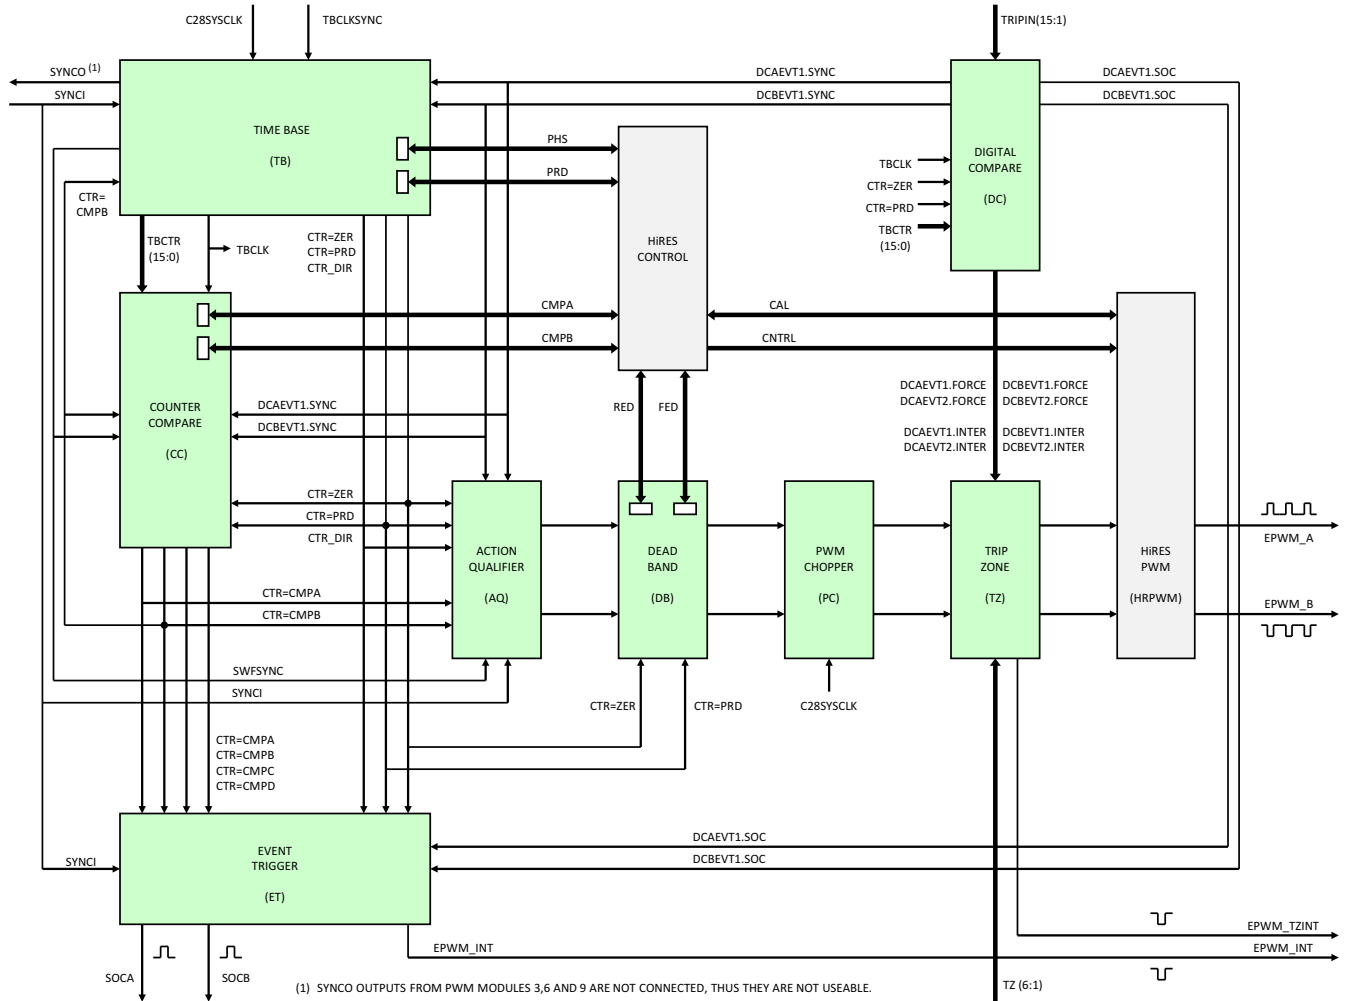 C28SYSCLK
TBCLKSYNC
TRIPIN(15:1)
SYNCO (1)
SYNCI
TIME BASE
(TB)
DCAEVT1.SYNC
DCBEVT1.SYNC
DCAEVT1.SOC
DCBEVT1.SOC
PHS
PRD
DIGITAL
COMPARE
(DC)
TBCLK
CTR=ZER
CTR=PRD
TBCTR
(15:0)
CTR=
CMPB
TBCTR
(15:0)
TBCLK
CTR=ZER
CTR=PRD
CTR_DIR
HiRES
CONTROL
CMPA
CMPB
CAL
CNTRL
COUNTER
COMPARE
(CC)
DCAEVT1.SYNC
DCBEVT1.SYNC
RED
FED
DCAEVT1.FORCE
DCAEVT2.FORCE
DCBEVT1.FORCE
DCBEVT2.FORCE
DCAEVT1.INTER
DCAEVT2.INTER
DCBEVT1.INTER
DCBEVT2.INTER
CTR=ZER
CTR=PRD
CTR_DIR
CTR=CMPA
CTR=CMPB
ACTION
QUALIFIER
(AQ)
DEAD
BAND
(DB)
PWM
CHOPPER
(PC)
TRIP
ZONE
(TZ)
HiRES
PWM
(HRPWM)
EPWM_A
EPWM_B
SWFSYNC
SYNCI
CTR=ZER
CTR=PRD
C28SYSCLK
CTR=CMPA
CTR=CMPB
CTR=CMPC
CTR=CMPD
SYNCI
EVENT
TRIGGER
(ET)
DCAEVT1.SOC
DCBEVT1.SOC
EPWM_TZINT
EPWM_INT
EPWM_INT
SOCA
SOCB
TZ (6:1)
(1) SYNCO OUTPUTS FROM PWM MODULES 3,6 AND 9 ARE NOT CONNECTED, THUS THEY ARE NOT USEABLE.